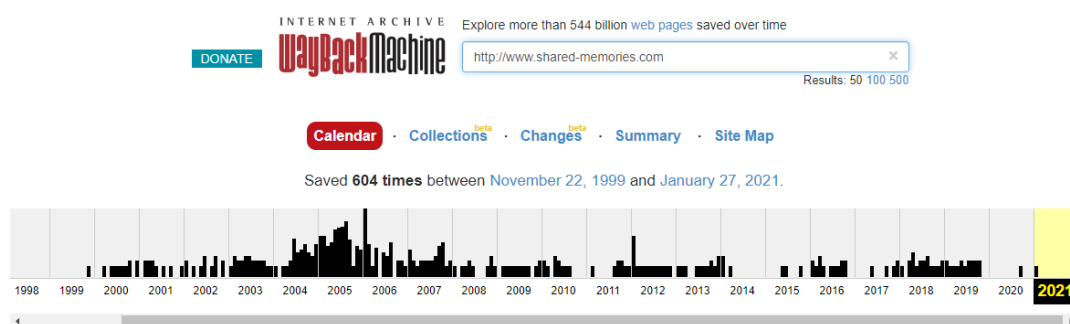 INTERNET ARCHIVE
WayBackMachine
DONATE
Explore more than 544 billion web pages saved over time
http://www.shared-memories.com ×
Results: 50 100 500
Calendar · Collections beta · Changes beta · Summary · Site Map
Saved 604 times between November 22, 1999 and January 27, 2021.
1998 1999 2000 2001 2002 2003 2004 2005 2006 2007 2008 2009 2010 2011 2012 2013 2014 2015 2016 2017 2018 2019 2020 2021